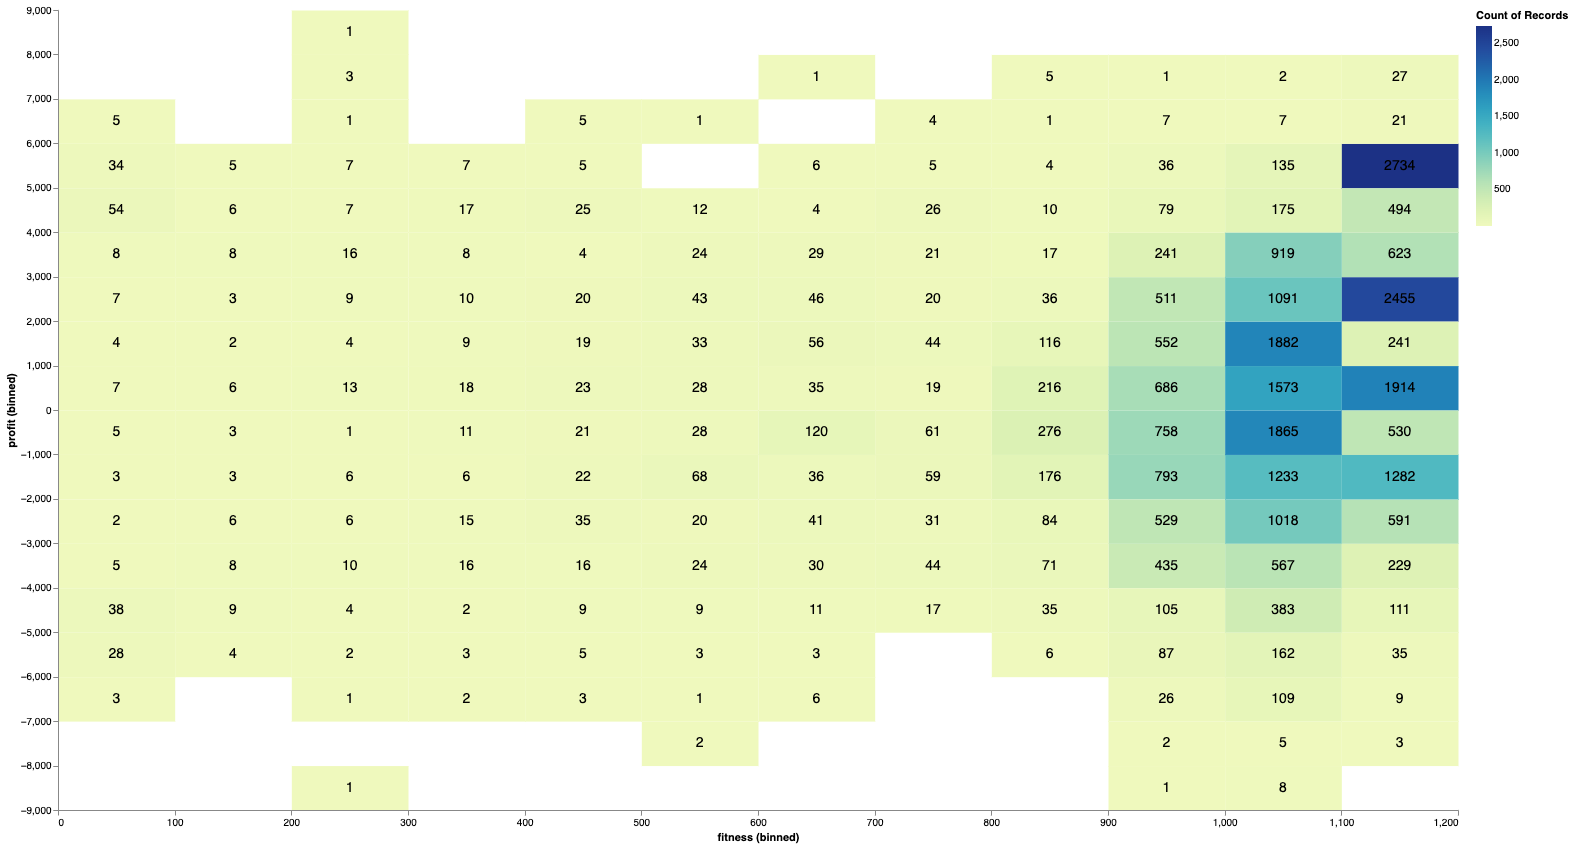 Count of Records
9,000
1
8,000
3 1 5 1 2 27
7,000
5 1 5 1 4 1 7 7 21
6,000
34 5 7 7 5 6 5 4 36 135 2734
5,000
54 6 7 17 25 12 4 26 10 79 175 494
4,000
8 8 16 8 4 24 29 21 17 241 919 623
3,000
7 3 9 10 20 43 46 20 36 511 1091 2455
2,000
4 2 4 9 19 33 56 44 116 552 1882 241
1,000
7 6 13 18 23 28 35 19 216 686 1573 1914
0
5 3 1 11 21 28 120 61 276 758 1865 530
−1,000
3 3 6 6 22 68 36 59 176 793 1233 1282
−2,000
2 6 6 15 35 20 41 31 84 529 1018 591
−3,000
5 8 10 16 16 24 30 44 71 435 567 229
−4,000
38 9 4 2 9 9 11 17 35 105 383 111
−5,000
28 4 2 3 5 3 3 6 87 162 35
−6,000
3 1 2 3 1 6 26 109 9
−7,000
2 2 5 3
−8,000
1 1 8
−9,000
0 100 200 300 400 500 600 700 800 900 1,000 1,100 1,200
fitness (binned)
profit (binned)
2,500
2,000
1,500
1,000
500